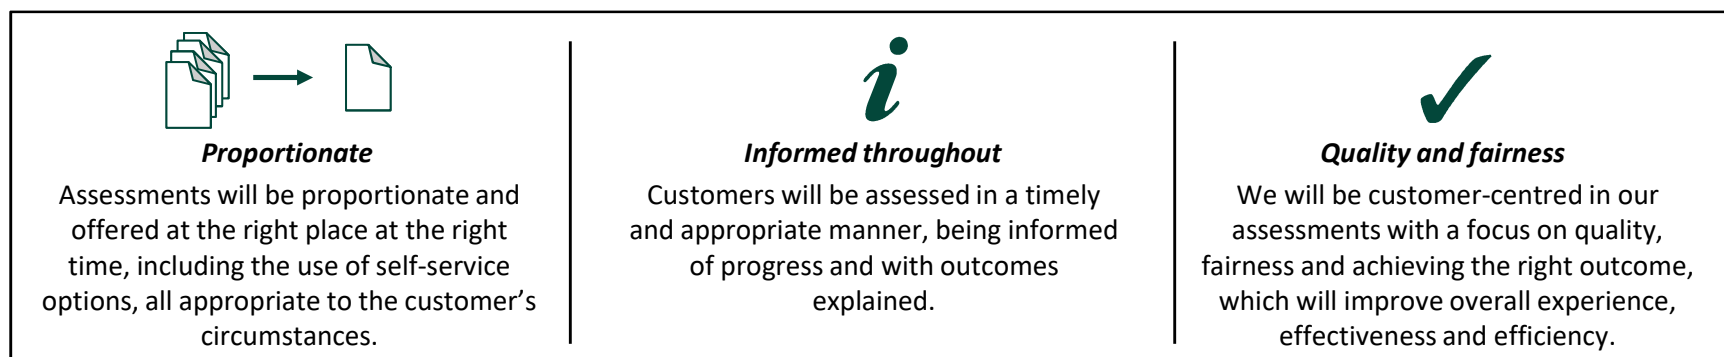 Proportionate
Assessments will be proportionate and
offered at the right place at the right
time, including the use of self-service
options, all appropriate to the customer’s
circumstances.
Informed throughout
Customers will be assessed in a timely
and appropriate manner, being informed
of progress and with outcomes
explained.
Quality and fairness
We will be customer-centred in our
assessments with a focus on quality,
fairness and achieving the right outcome,
which will improve overall experience,
effectiveness and efficiency.